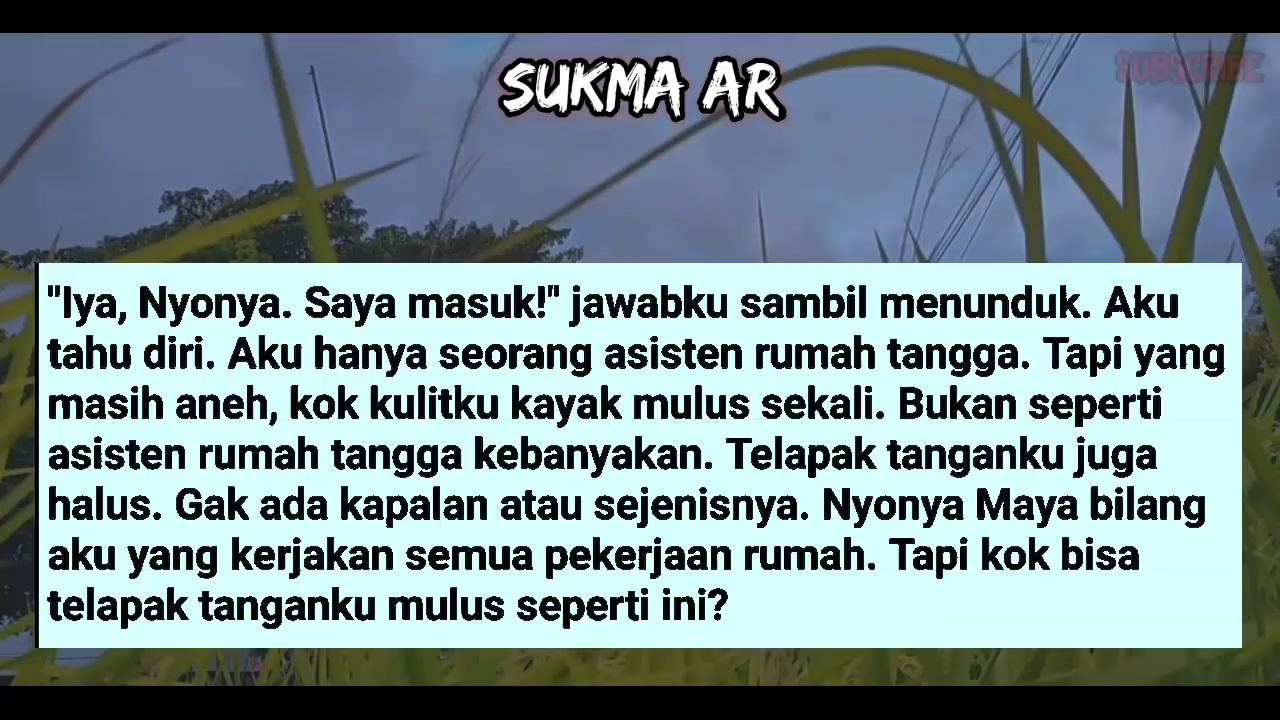 SUKMA AR
SUBSCRIBE
"Iya, Nyonya. Saya masuk!" jawabku sambil menunduk. Aku
tahu diri. Aku hanya seorang asisten rumah tangga. Tapi yang
masih aneh, kok kulitku kayak mulus sekali. Bukan seperti
asisten rumah tangga kebanyakan. Telapak tanganku juga
halus. Gak ada kapalan atau sejenisnya. Nyonya Maya bilang
aku yang kerjakan semua pekerjaan rumah. Tapi kok bisa
telapak tanganku mulus seperti ini?